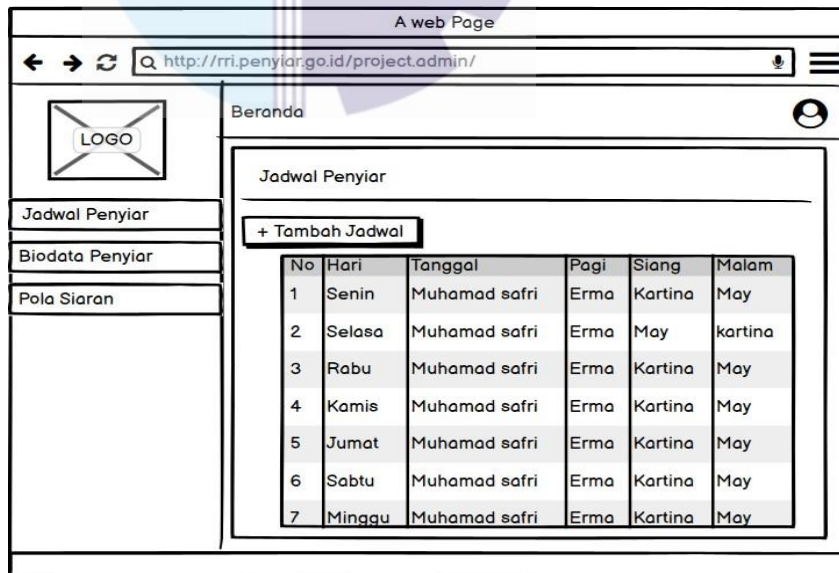 A web Page
http://rri.penyiar.go.id/project.admin/
LOGO
Beranda
Jadwal Penyiar
Biodata Penyiar
Pola Siaran
Jadwal Penyiar
+ Tambah Jadwal
No Hari Tanggal Pagi Siang Malam
1 Senin Muhamad safri Erma Kartina May
2 Selasa Muhamad safri Erma May kartina
3 Rabu Muhamad safri Erma Kartina May
4 Kamis Muhamad safri Erma Kartina May
5 Jumat Muhamad safri Erma Kartina May
6 Sabtu Muhamad safri Erma Kartina May
7 Minggu Muhamad safri Erma Kartina May